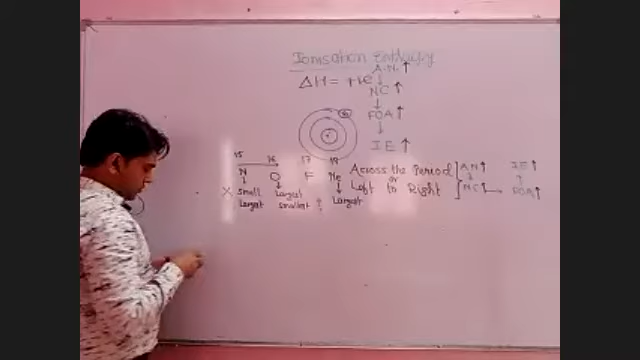 Ionisation Enthalpy
A.N. ↑
ΔH = +ve ↓
NC ↑
↓
FOA ↑
↓
IE ↑
+
e
15 16 17 18
N O F Ne
X Small Largest
Largest Smallest ↑ Largest
Across the Period
or
Left to Right
AN ↑ IE ↑
↓ ↑
NC ↑ → FOA ↑